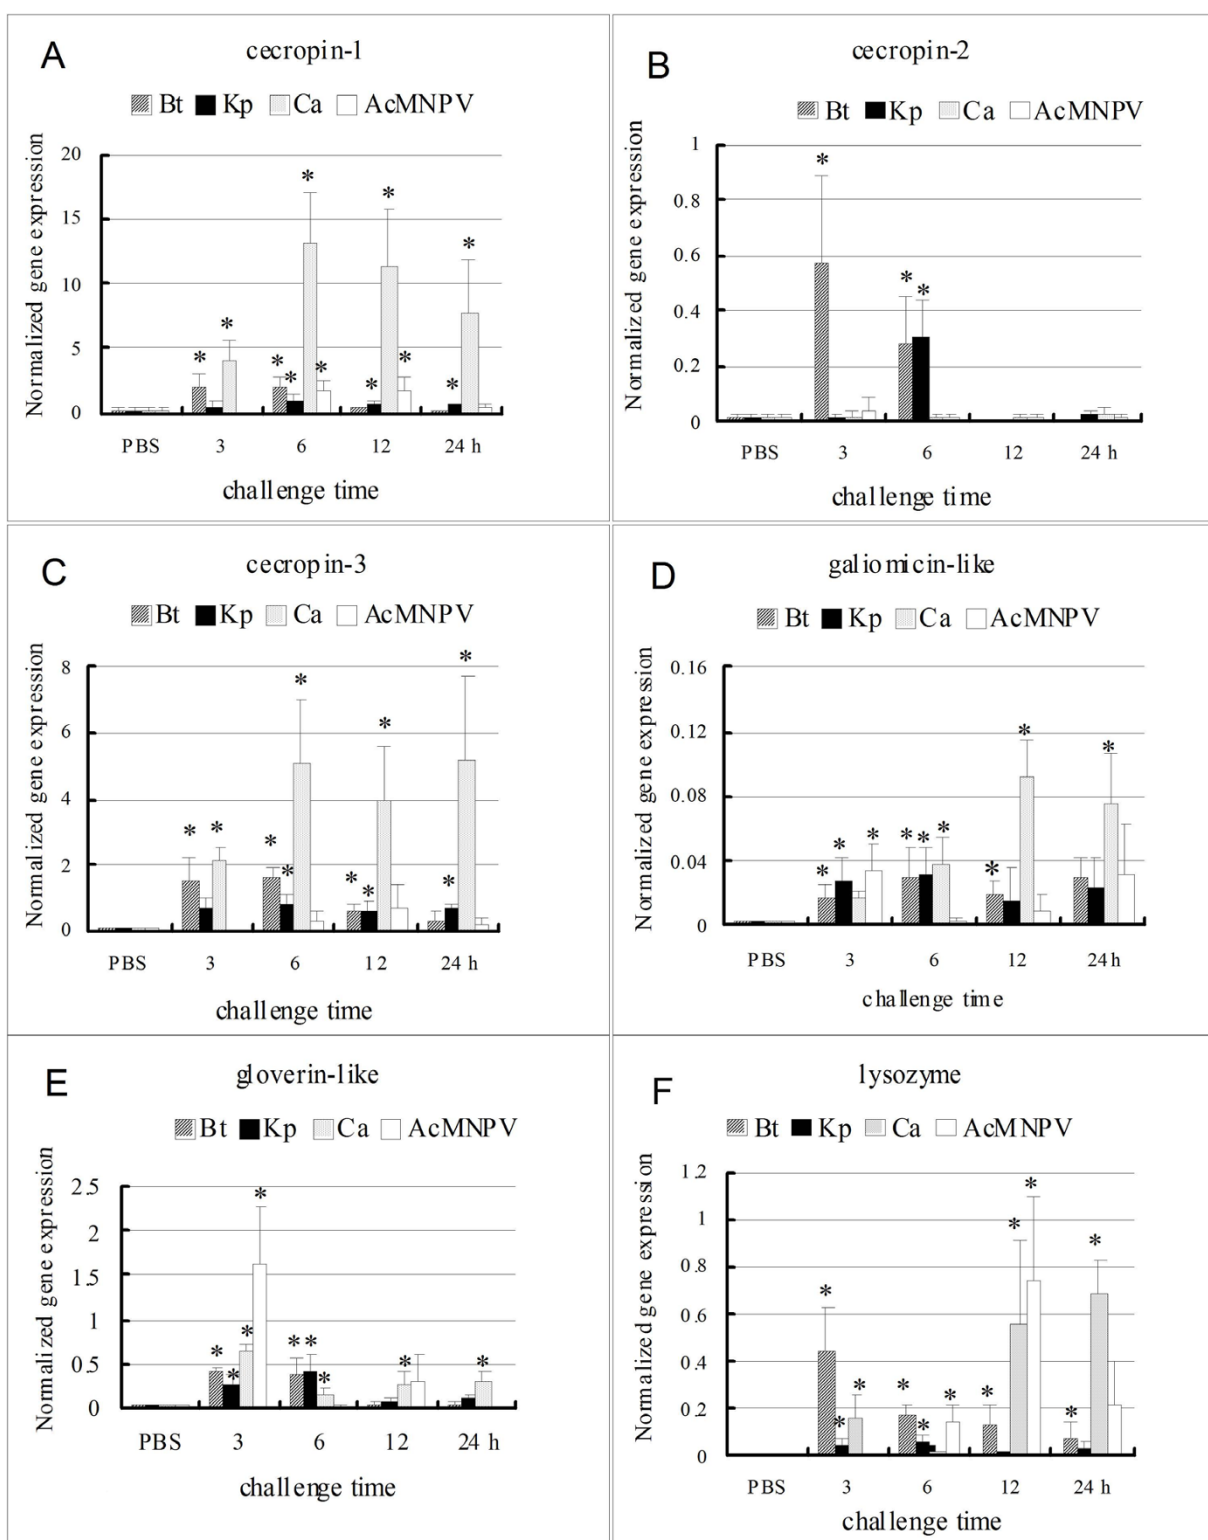 A
cecropin-1
Bt Kp Ca AcMNPV
Normalized gene expression
20
15
10
5
0
* * * * * * * * * *
PBS 3 6 12 24 h
challenge time
B
cecropin-2
Bt Kp Ca AcMNPV
Normalized gene expression
1
0.8
0.6
0.4
0.2
0
* * *
PBS 3 6 12 24 h
challenge time
C
cecropin-3
Bt Kp Ca AcMNPV
Normalized gene expression
8
6
4
2
0
* * * * * * * * * *
PBS 3 6 12 24 h
challenge time
D
galiomicin-like
Bt Kp Ca AcMNPV
Normalized gene expression
0.16
0.12
0.08
0.04
0
* * * * * * * * *
PBS 3 6 12 24 h
challenge time
E
gloverin-like
Bt Kp Ca AcMNPV
Normalized gene expression
2.5
2
1.5
1
0.5
0
* * * * * * * * *
PBS 3 6 12 24 h
challenge time
F
lysozyme
Bt Kp Ca AcMNPV
Normalized gene expression
1.2
1
0.8
0.6
0.4
0.2
0
* * * * * * * * * * *
PBS 3 6 12 24 h
challenge time